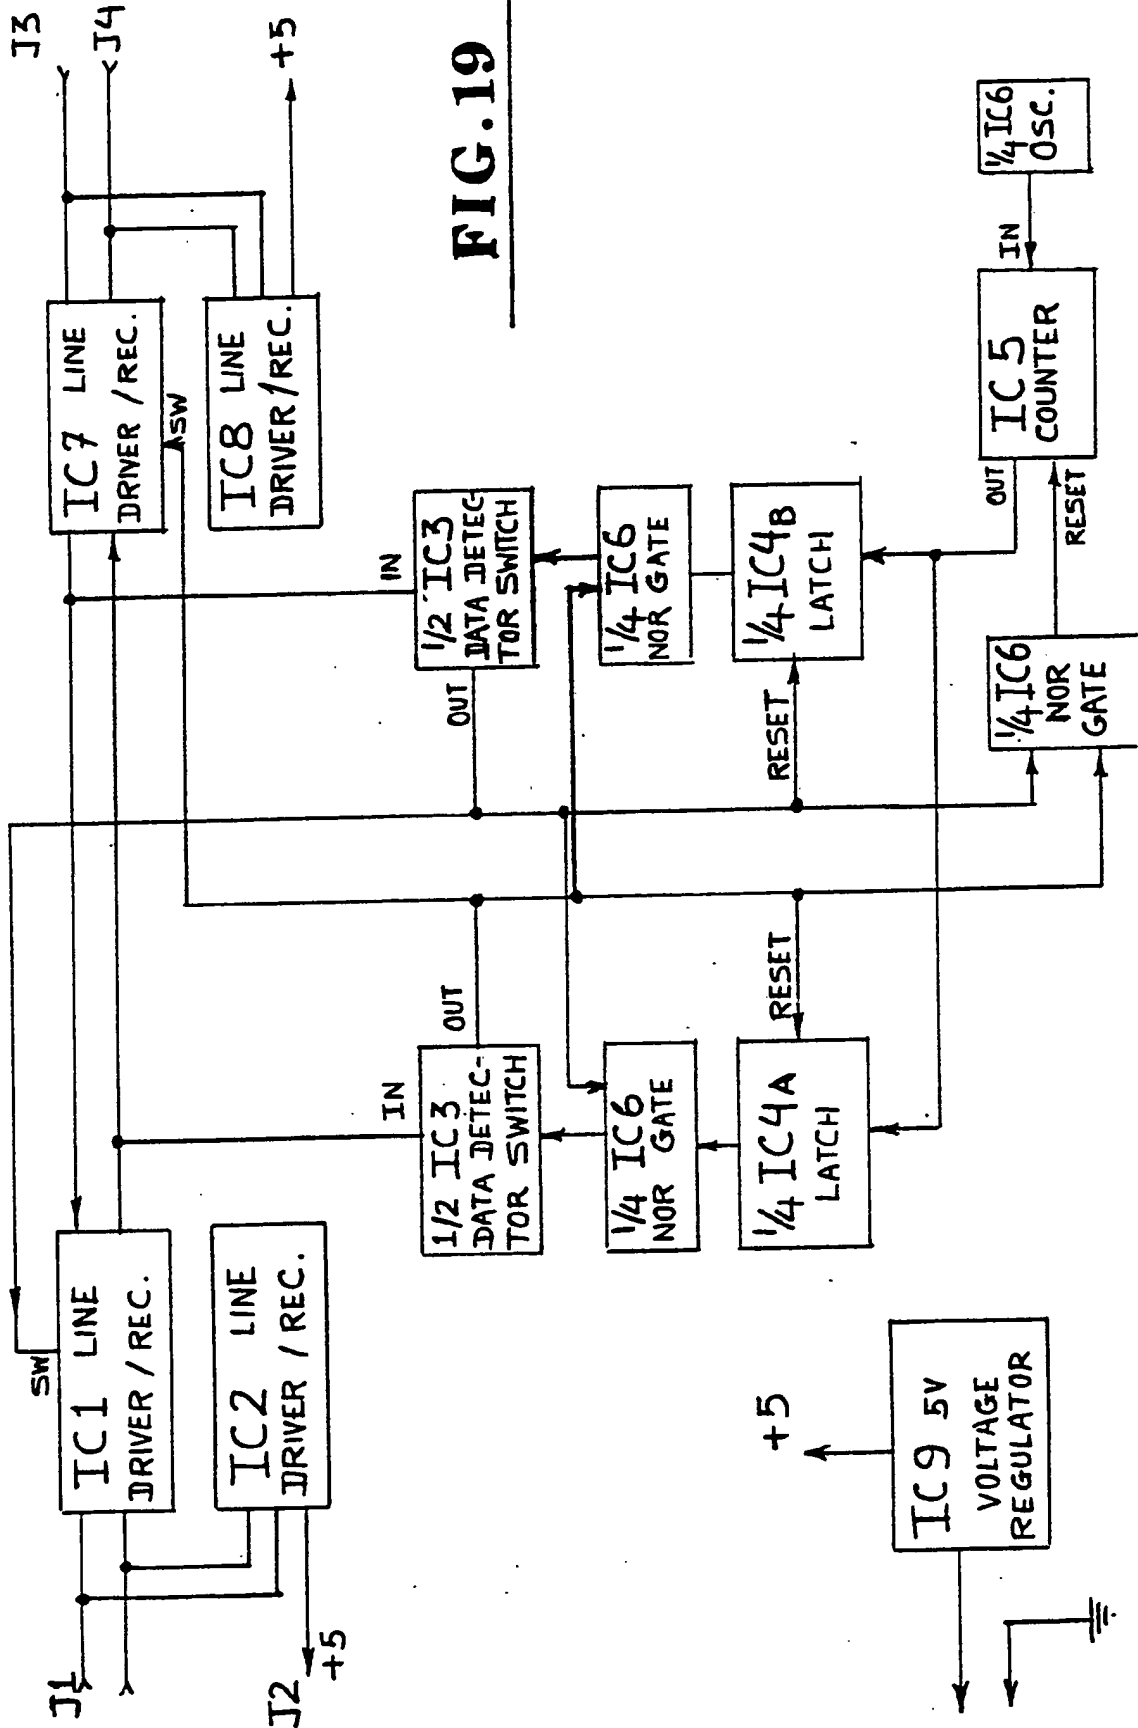 J1
J2
+5
IC1 LINE
DRIVER / REC.
SW
IC2 LINE
DRIVER / REC.
J3
J4
+5
IC7 LINE
DRIVER / REC.
SW
IC8 LINE
DRIVER / REC.
FIG.19
1/2 IC3
DATA DETEC-
TOR SWITCH
IN
OUT
1/4 IC6
NOR GATE
1/4 IC4A
LATCH
RESET
1/2 IC3
DATA DETEC-
TOR SWITCH
IN
OUT
1/4 IC6
NOR GATE
1/4 IC4B
LATCH
RESET
+5
IC9 5V
VOLTAGE
REGULATOR
1/4 IC6
NOR
GATE
RESET
OUT
IC5
COUNTER
IN
1/4 IC6
OSC.